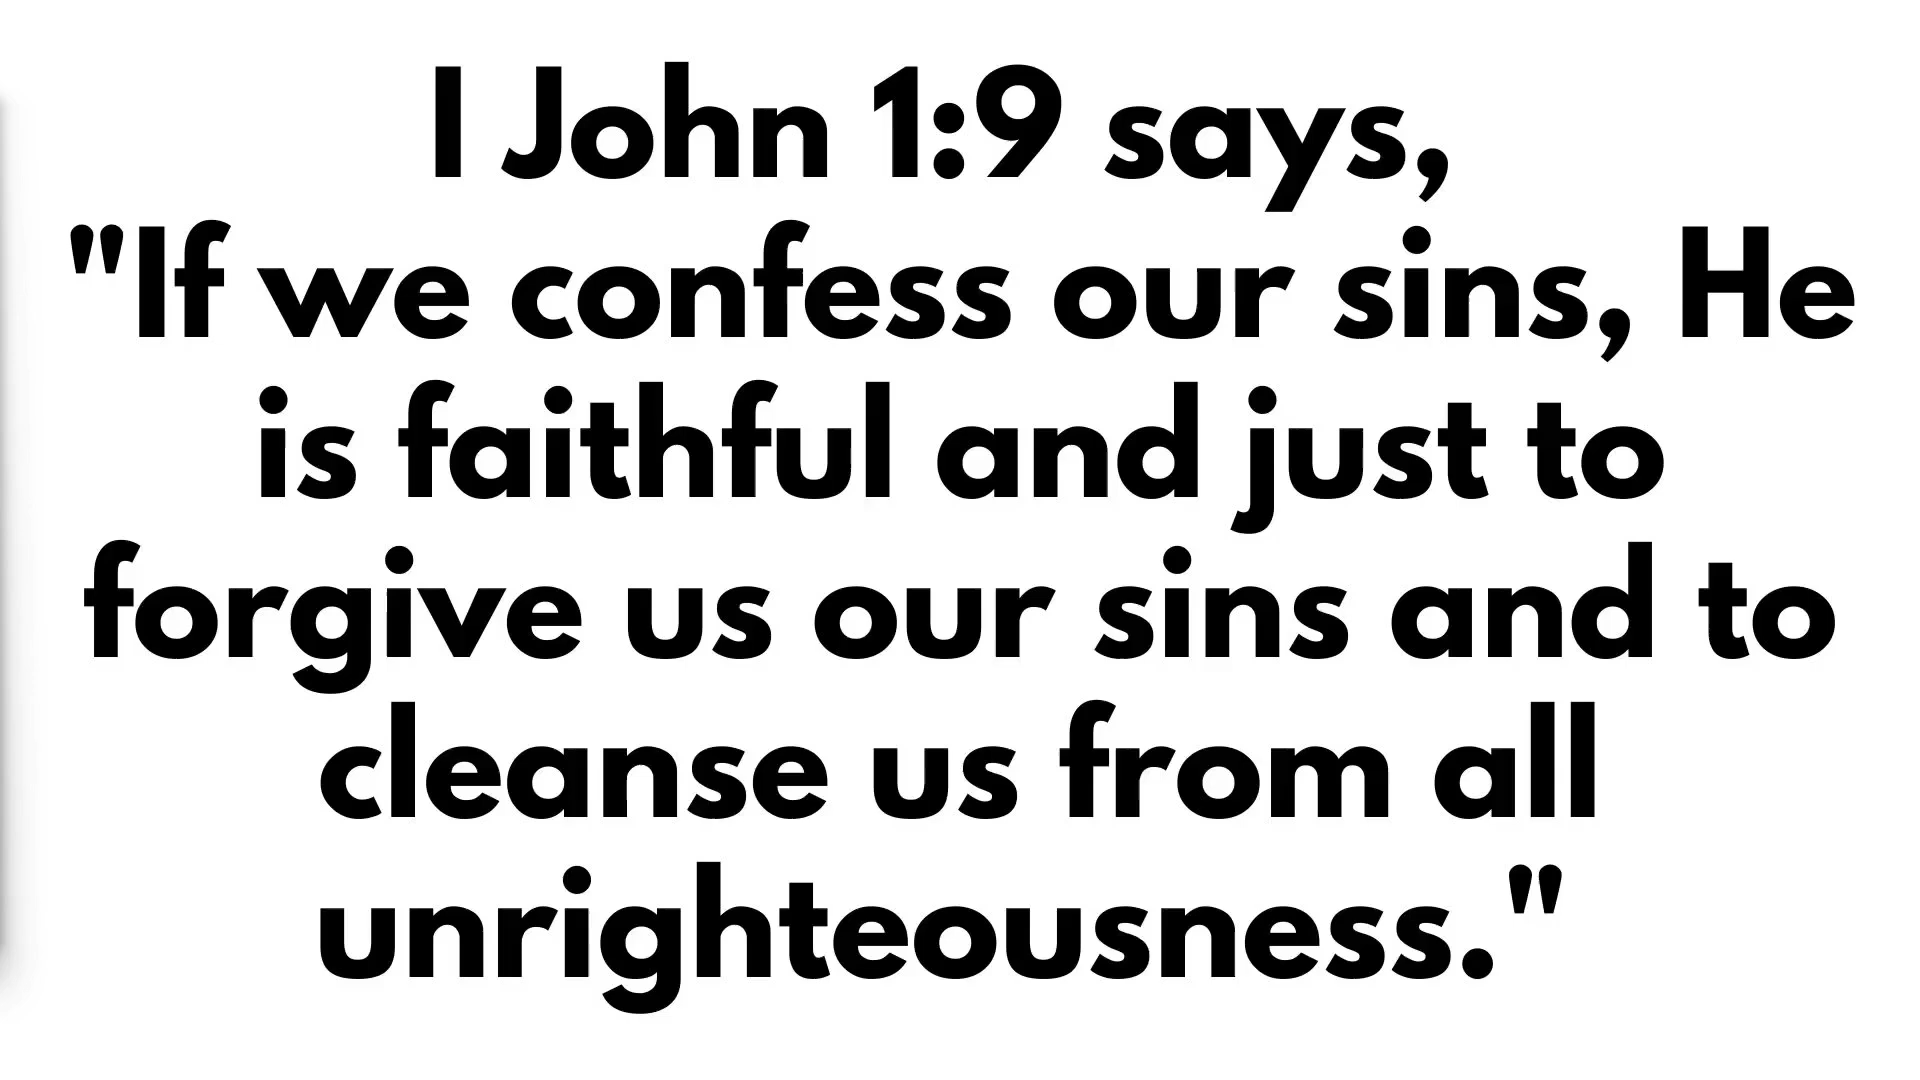 I John 1:9 says,
"If we confess our sins, He
is faithful and just to
forgive us our sins and to
cleanse us from all
unrighteousness."